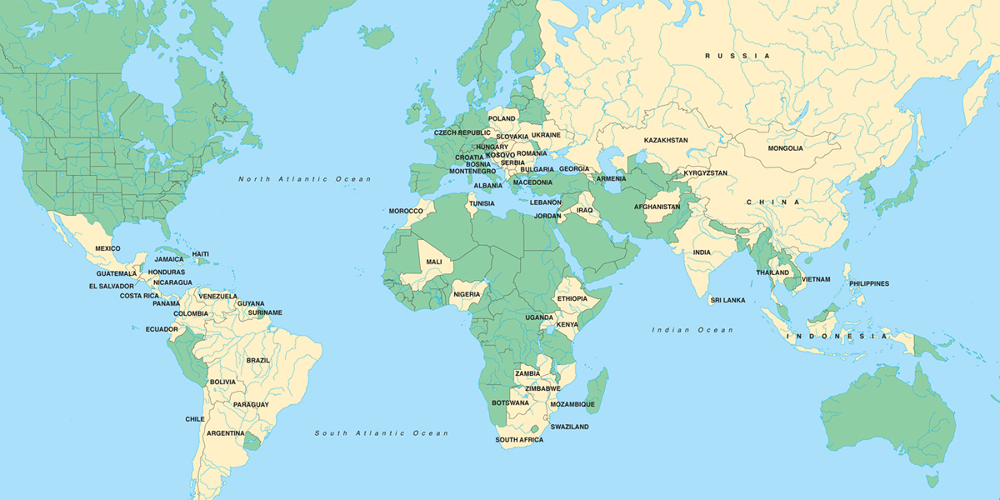 RUSSIA
POLAND
CZECH REPUBLIC
SLOVAKIA
UKRAINE
KAZAKHSTAN
MONGOLIA
HUNGARY
CROATIA
KOSOVO
ROMANIA
BOSNIA
SERBIA
MONTENEGRO
BULGARIA
GEORGIA
KYRGYZSTAN
North Atlantic Ocean
ALBANIA
MACEDONIA
ARMENIA
TUNISIA
LEBANON
CHINA
MOROCCO
JORDAN
IRAQ
AFGHANISTAN
MEXICO
HAITI
JAMAICA
INDIA
GUATEMALA
HONDURAS
MALI
THAILAND
EL SALVADOR
NICARAGUA
VIETNAM
PHILIPPINES
COSTA RICA
VENEZUELA
NIGERIA
ETHIOPIA
SRI LANKA
PANAMA
GUYANA
COLOMBIA
SURINAME
UGANDA
KENYA
ECUADOR
Indian Ocean
INDONESIA
BRAZIL
ZAMBIA
BOLIVIA
ZIMBABWE
PARAGUAY
BOTSWANA
MOZAMBIQUE
CHILE
SWAZILAND
ARGENTINA
South Atlantic Ocean
SOUTH AFRICA